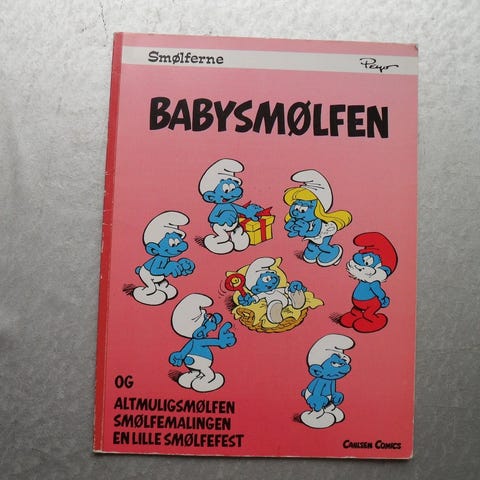 Smølferne
Peyo
BABYSMØLFEN
OG
ALTMULIGSMØLFEN
SMØLFEMALINGEN
EN LILLE SMØLFEFEST
CARLSEN COMICS